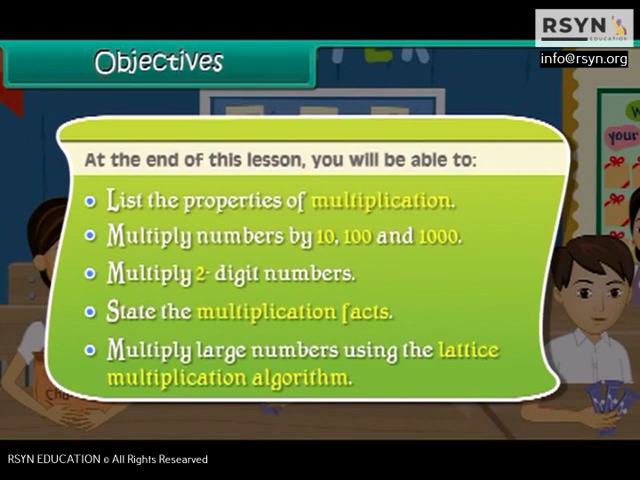 RSYN
EDUCATION
info@rsyn.org
Objectives
your
At the end of this lesson, you will be able to:
List the properties of multiplication.
Multiply numbers by 10, 100 and 1000.
Multiply 2- digit numbers.
State the multiplication facts.
Multiply large numbers using the lattice
multiplication algorithm.
RSYN EDUCATION © All Rights Researved